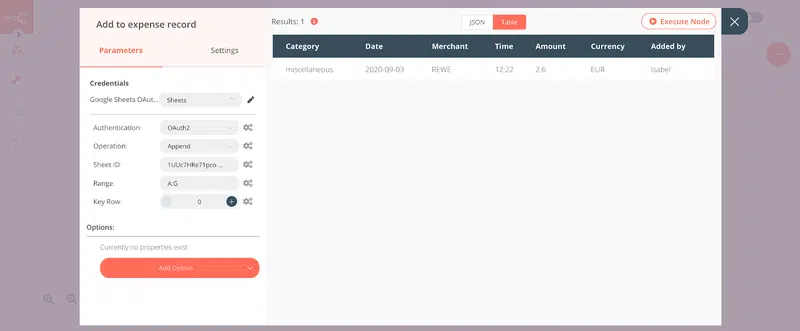 Add to expense record
Parameters
Settings
Credentials
Google Sheets OAut...
Sheets
Authentication:
OAuth2
Operation:
Append
Sheet ID:
1UUc7HRe71pco ...
Range:
A:G
Key Row:
0
Options:
Currently no properties exist
Add Option
Results: 1
JSON
Table
Execute Node
Category Date Merchant Time Amount Currency Added by
miscellaneous 2020-09-03 REWE 12:22 2,6 EUR Isabel